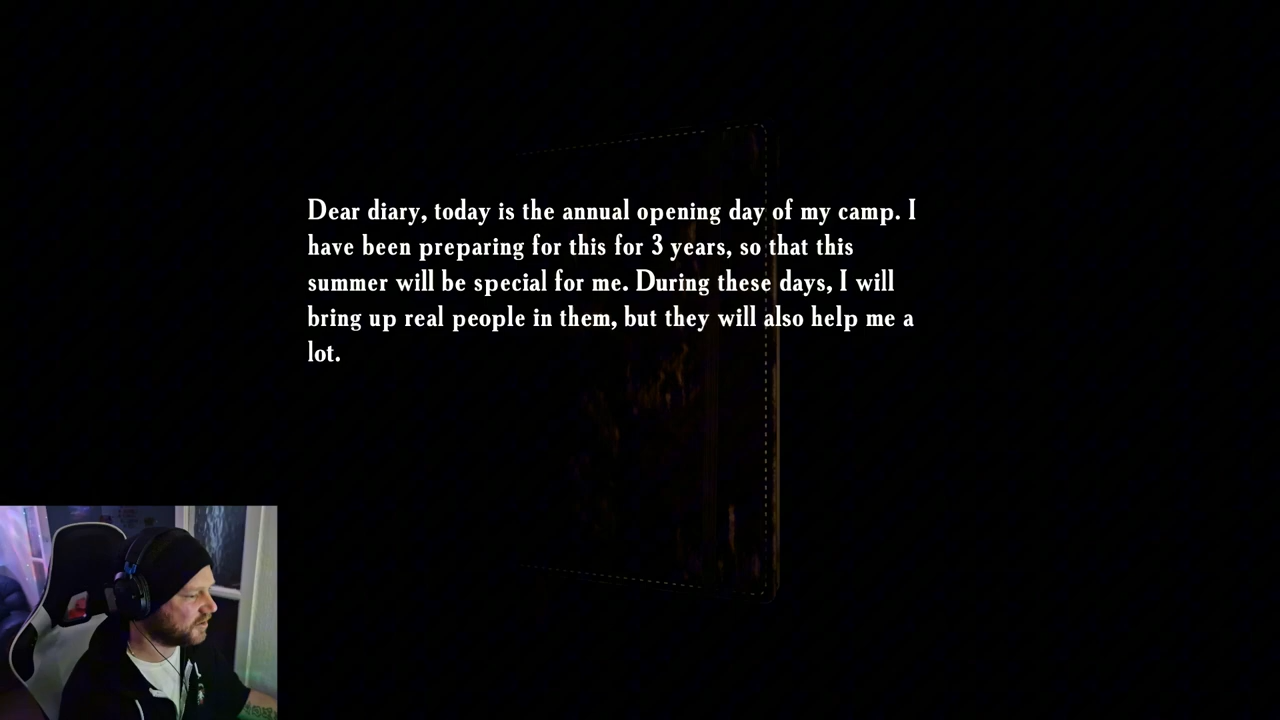 Dear diary, today is the annual opening day of my camp. I
have been preparing for this for 3 years, so that this
summer will be special for me. During these days, I will
bring up real people in them, but they will also help me a
lot.